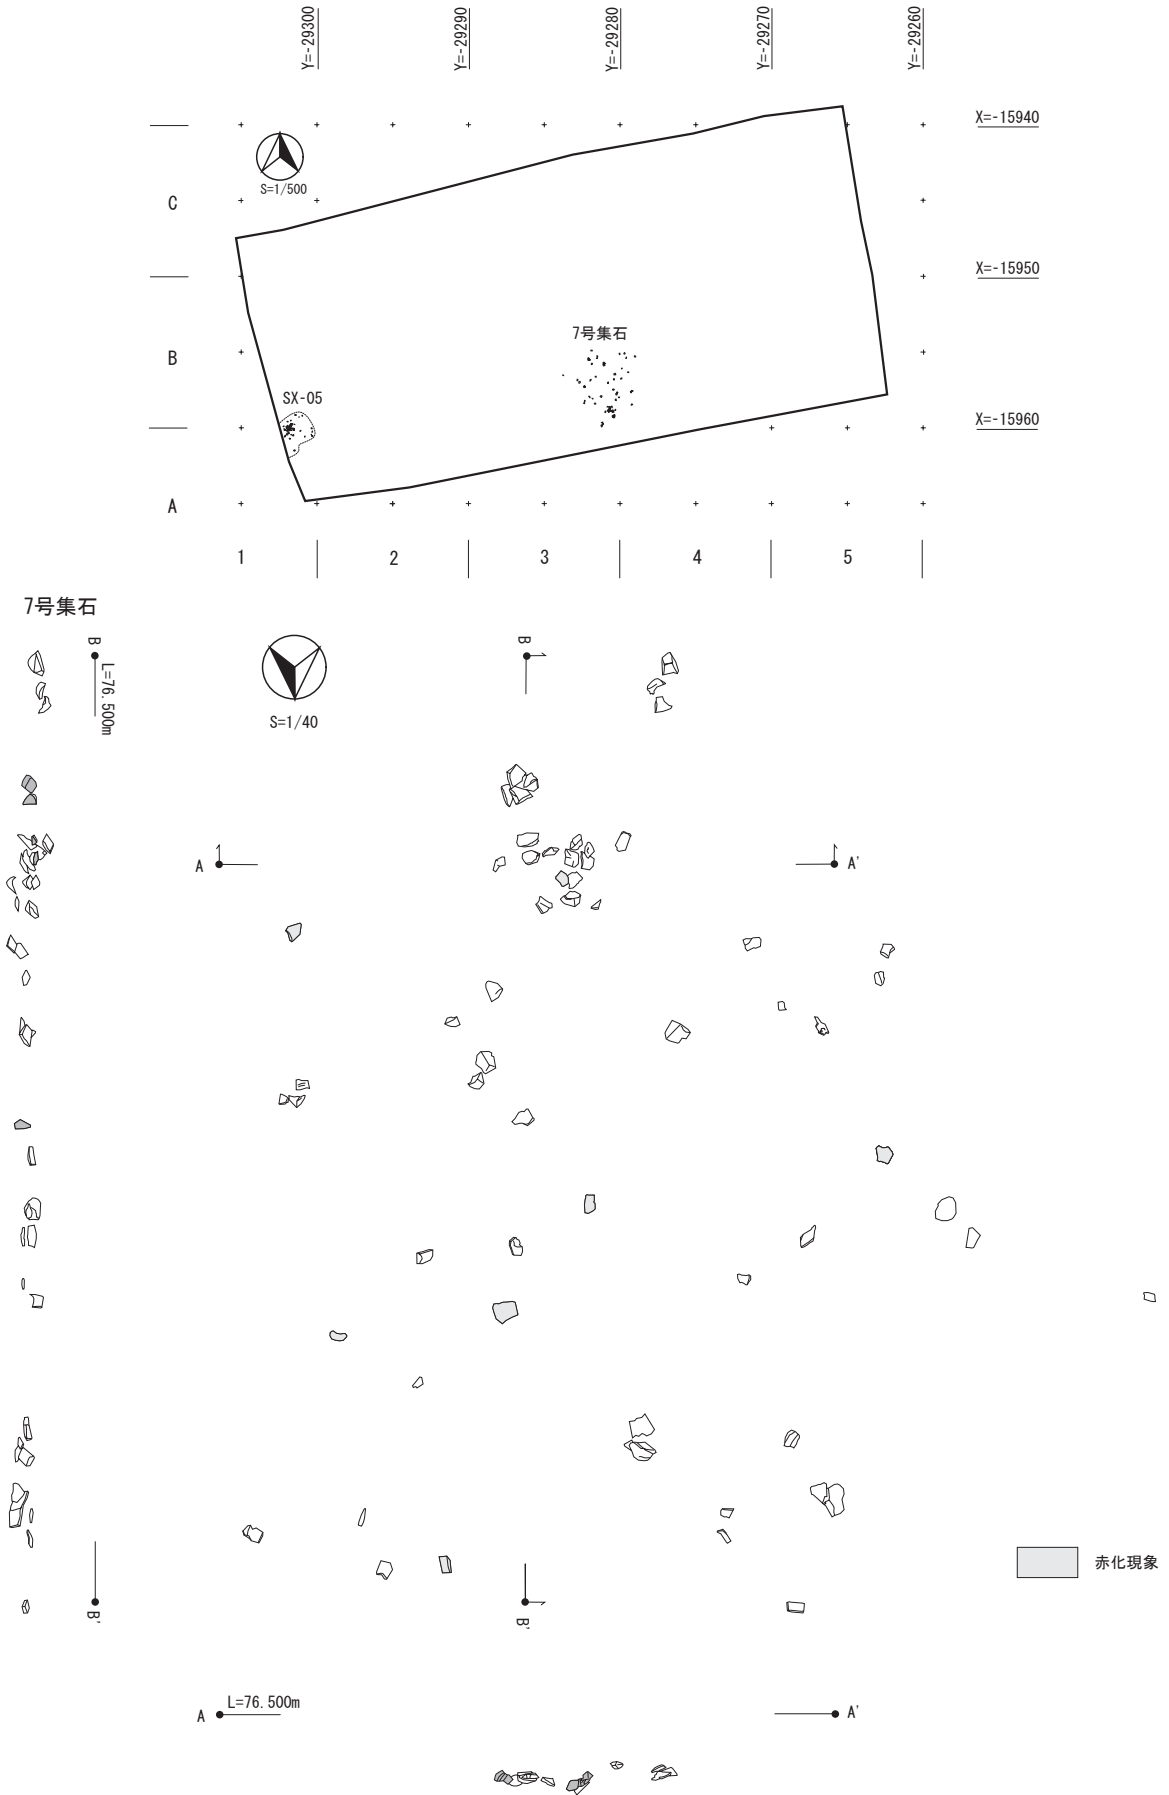 Y=-29300
Y=-29290
Y=-29280
Y=-29270
Y=-29260
X=-15940
S=1/500
C
X=-15950
7号集石
B
SX-05
X=-15960
A
1
2
3
4
5
7号集石
B
L=76.500m
S=1/40
B
A
A'
赤化現象
B'
B'
A
L=76.500m
A'